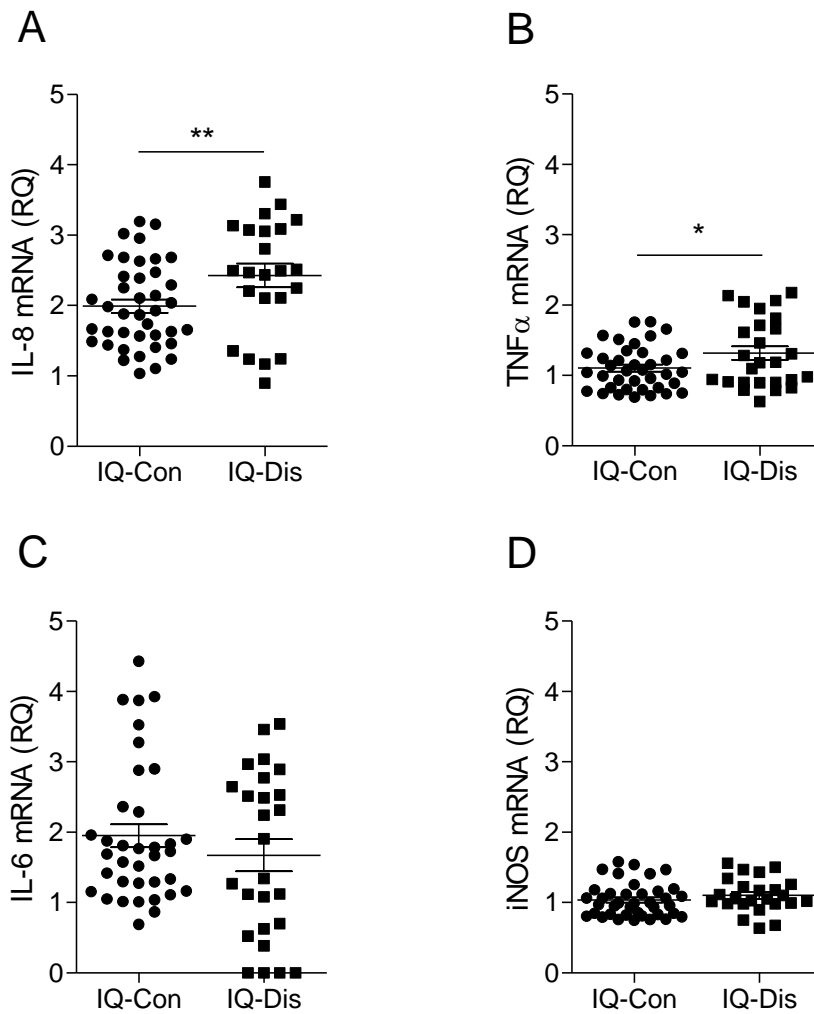 A
IL-8 mRNA (RQ)
5
4
3
2
1
0
**
IQ-Con
IQ-Dis
B
TNFα mRNA (RQ)
5
4
3
2
1
0
*
IQ-Con
IQ-Dis
C
IL-6 mRNA (RQ)
5
4
3
2
1
0
IQ-Con
IQ-Dis
D
iNOS mRNA (RQ)
5
4
3
2
1
0
IQ-Con
IQ-Dis